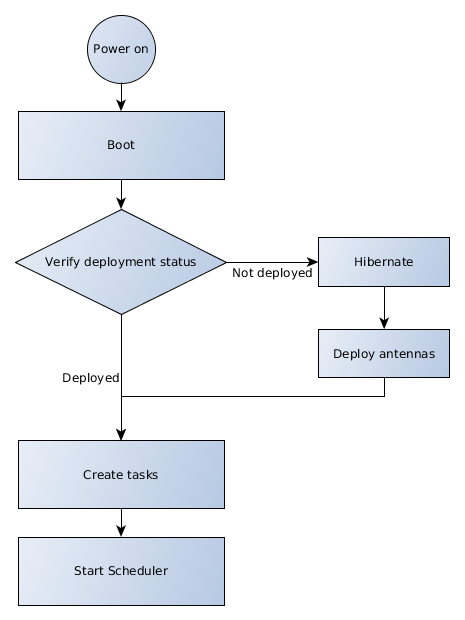 Power on
Boot
Verify deployment status
Not deployed
Hibernate
Deploy antennas
Deployed
Create tasks
Start Scheduler